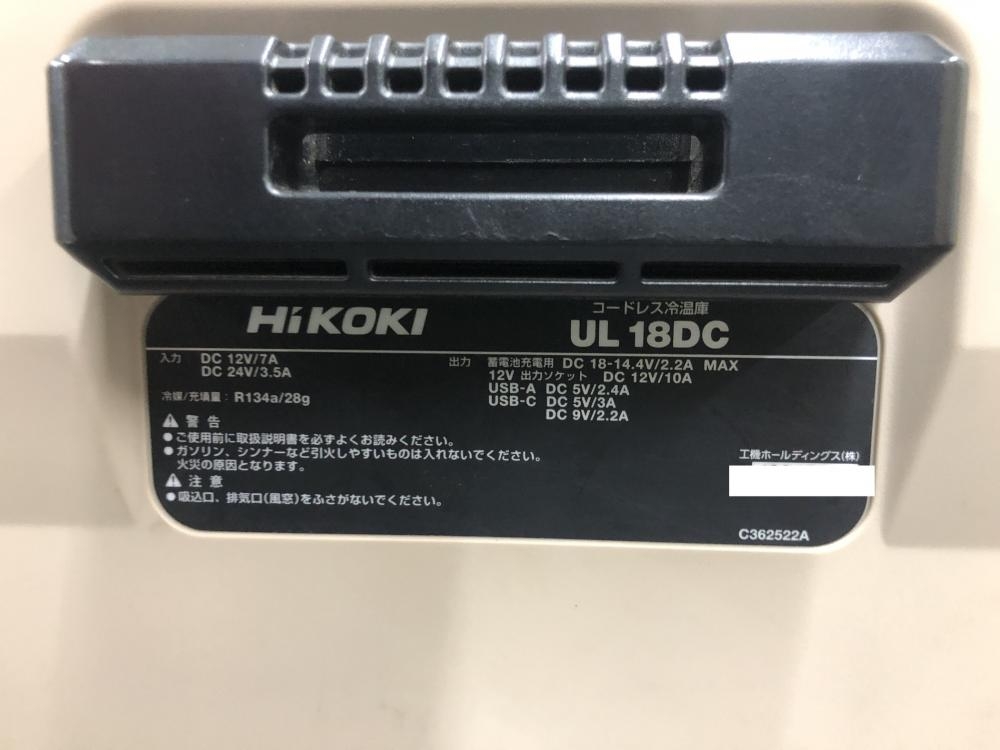 HiKOKI
コードレス冷温庫
UL 18DC
入力 DC 12V/7A
DC 24V/3.5A
冷媒/充填量: R134a/28g
出力 蓄電池充電用 DC 18-14.4V/2.2A MAX
12V 出力ソケット DC 12V/10A
USB-A DC 5V/2.4A
USB-C DC 5V/3A
DC 9V/2.2A
警告
●ご使用前に取扱説明書を必ずよくお読みください。
●ガソリン、シンナーなど引火しやすいものは入れないでください。
火災の原因となります。
注意
●吸込口、排気口(風窓)をふさがないでください。
工機ホールディングス(株)
C362522A